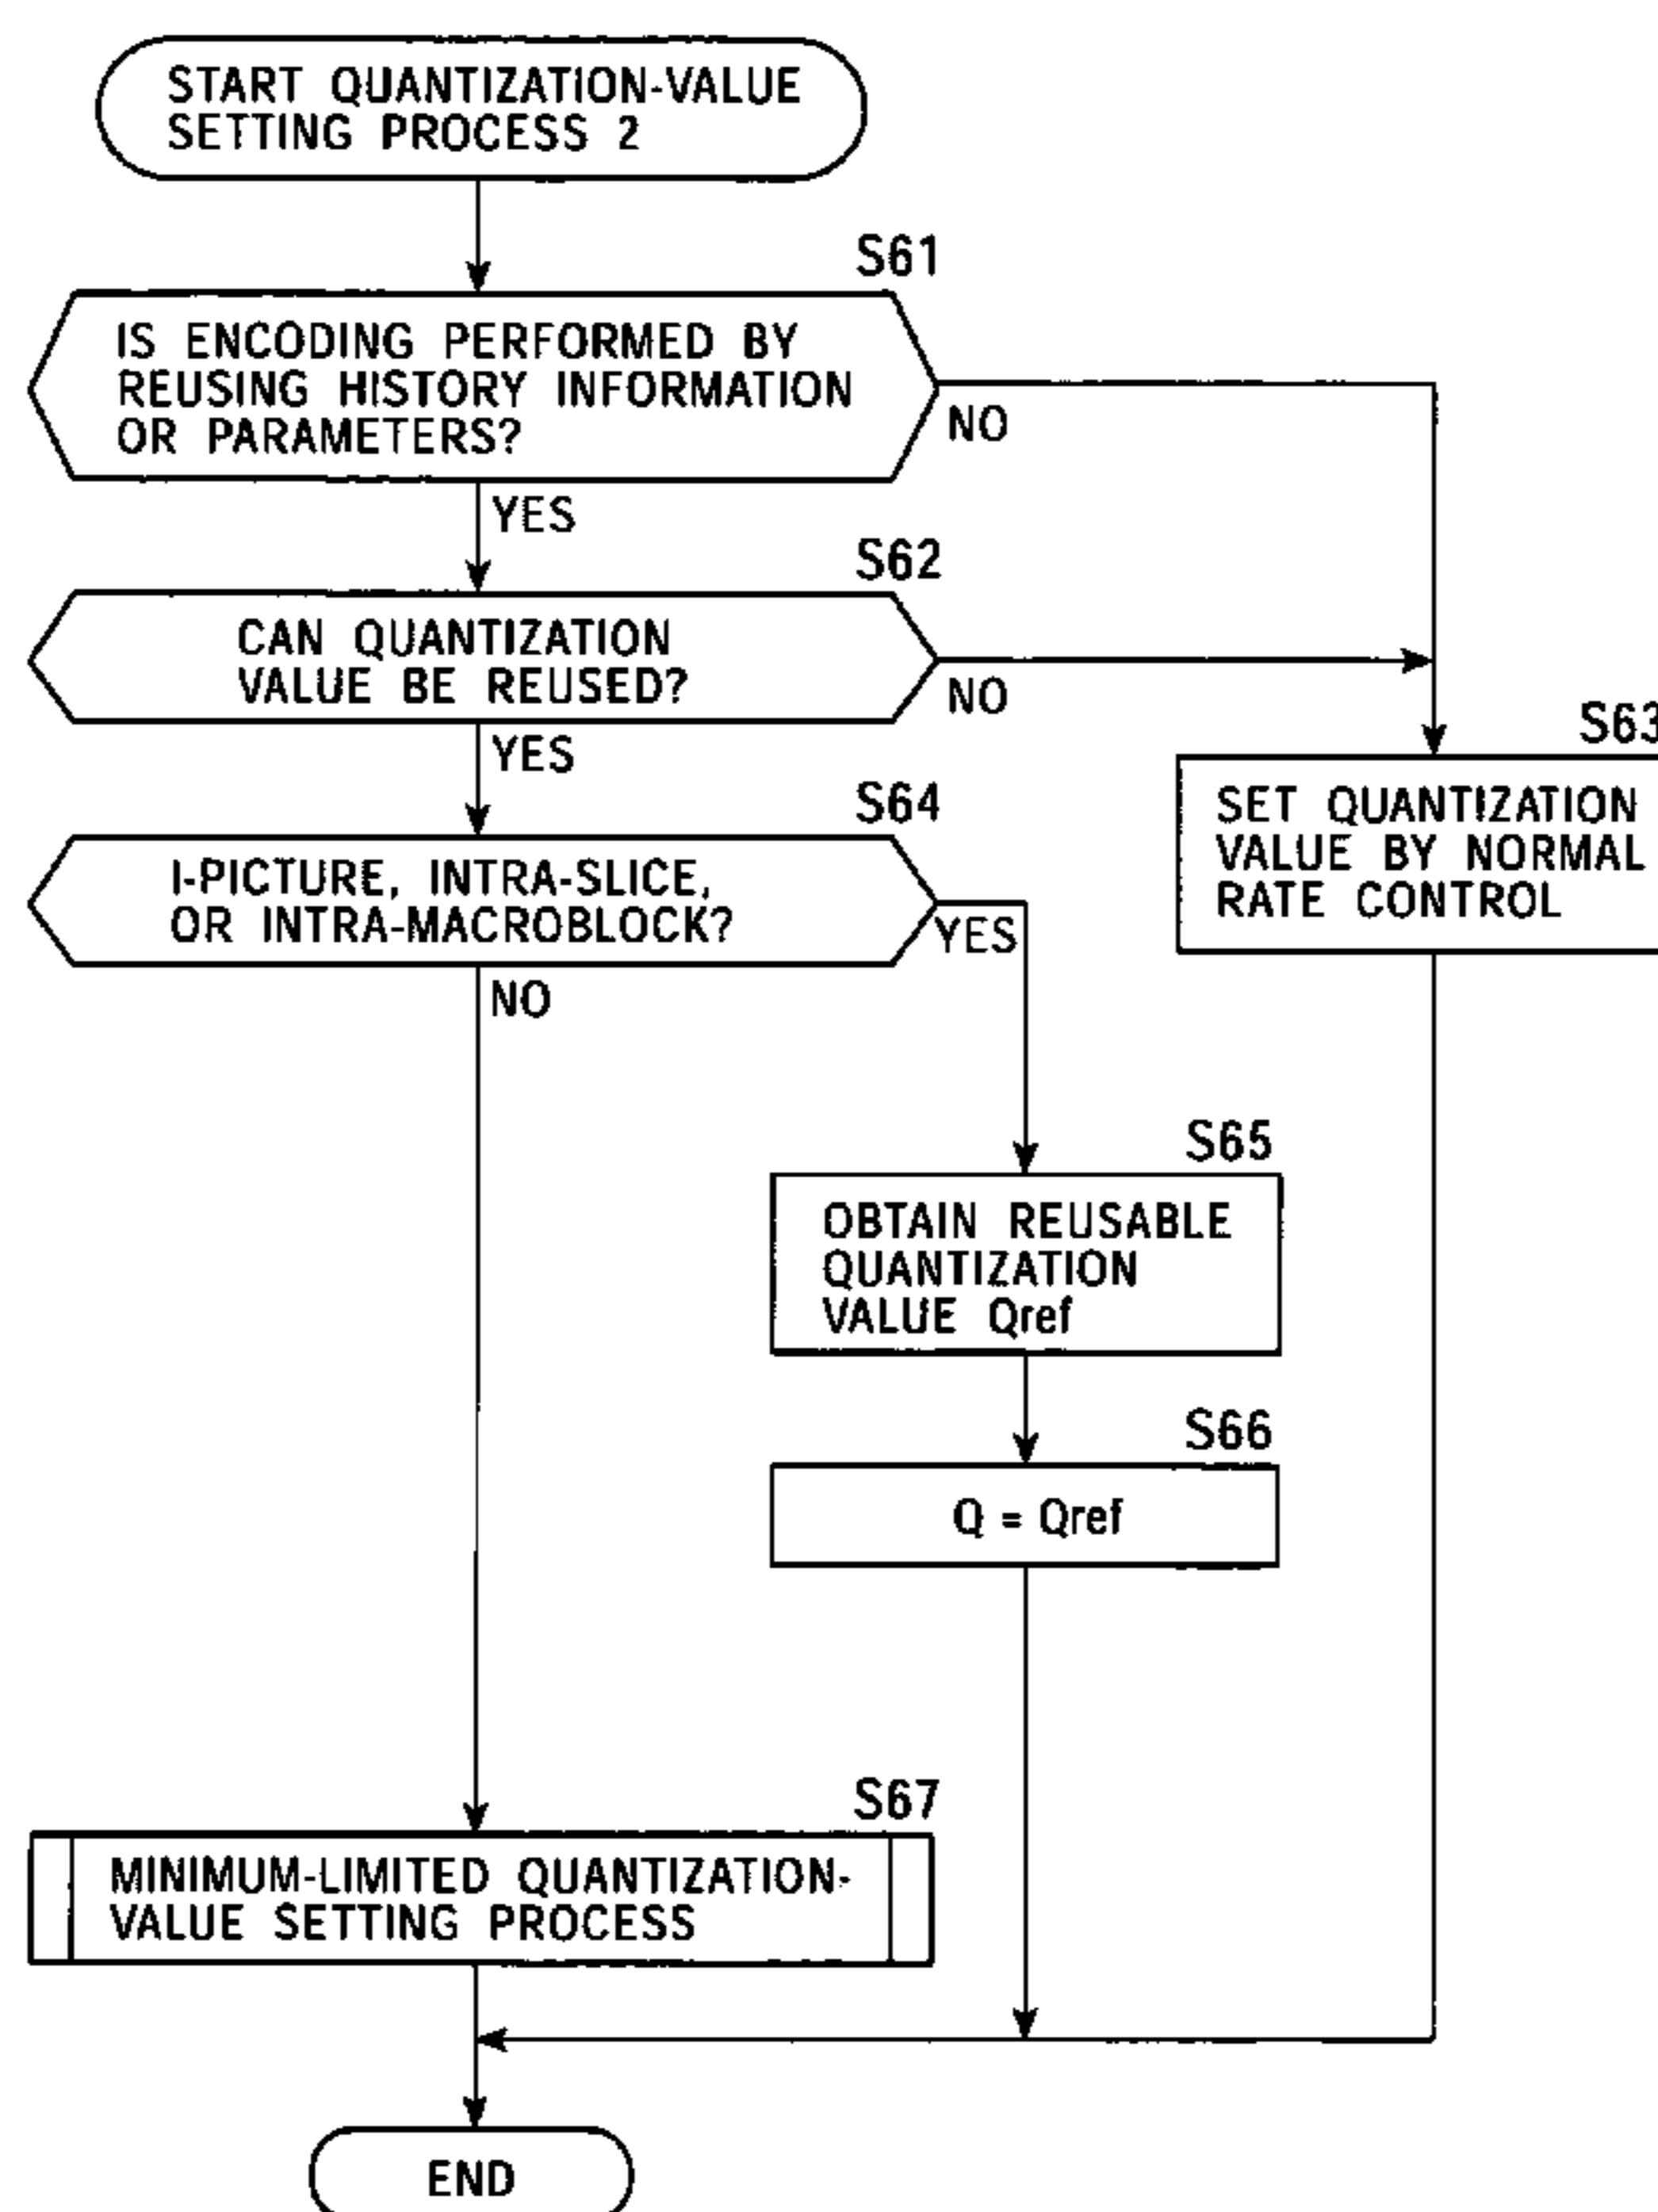 START QUANTIZATION-VALUE
SETTING PROCESS 2
S61
IS ENCODING PERFORMED BY
REUSING HISTORY INFORMATION
OR PARAMETERS?
NO
YES
S62
CAN QUANTIZATION
VALUE BE REUSED?
NO
YES
S63
SET QUANTIZATION
VALUE BY NORMAL
RATE CONTROL
S64
I-PICTURE, INTRA-SLICE,
OR INTRA-MACROBLOCK?
YES
NO
S65
OBTAIN REUSABLE
QUANTIZATION
VALUE Qref
S66
Q = Qref
S67
MINIMUM-LIMITED QUANTIZATION-
VALUE SETTING PROCESS
END